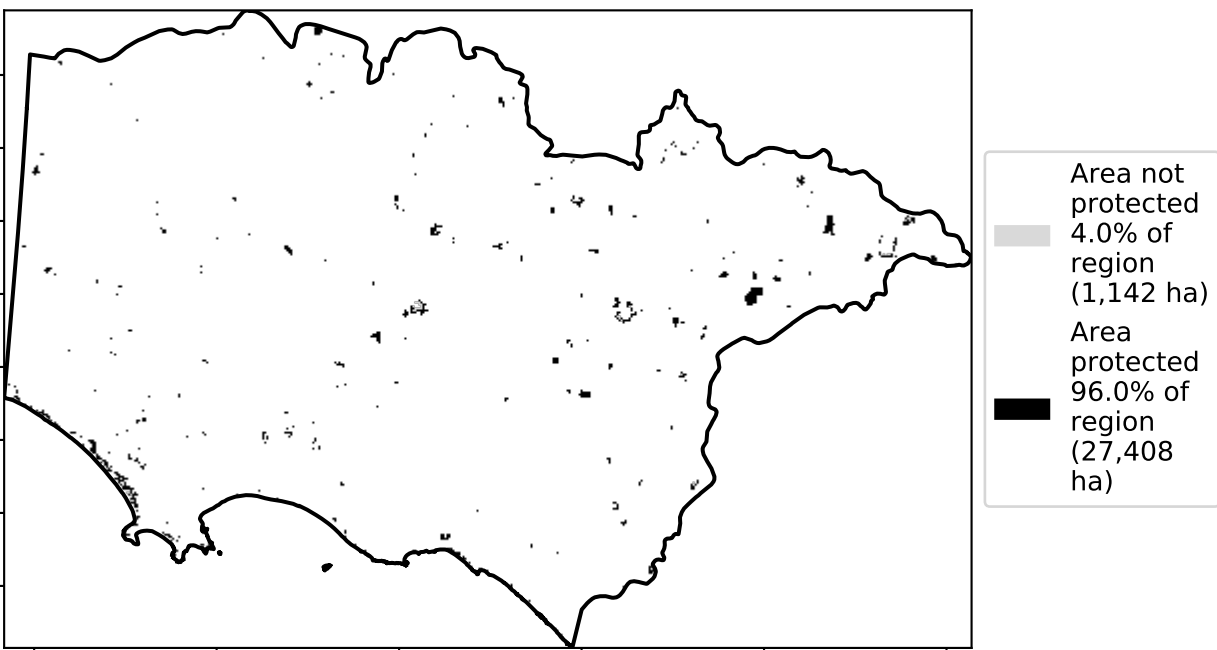 Area not
protected
4.0% of
region
(1,142 ha)
Area
protected
96.0% of
region
(27,408
ha)